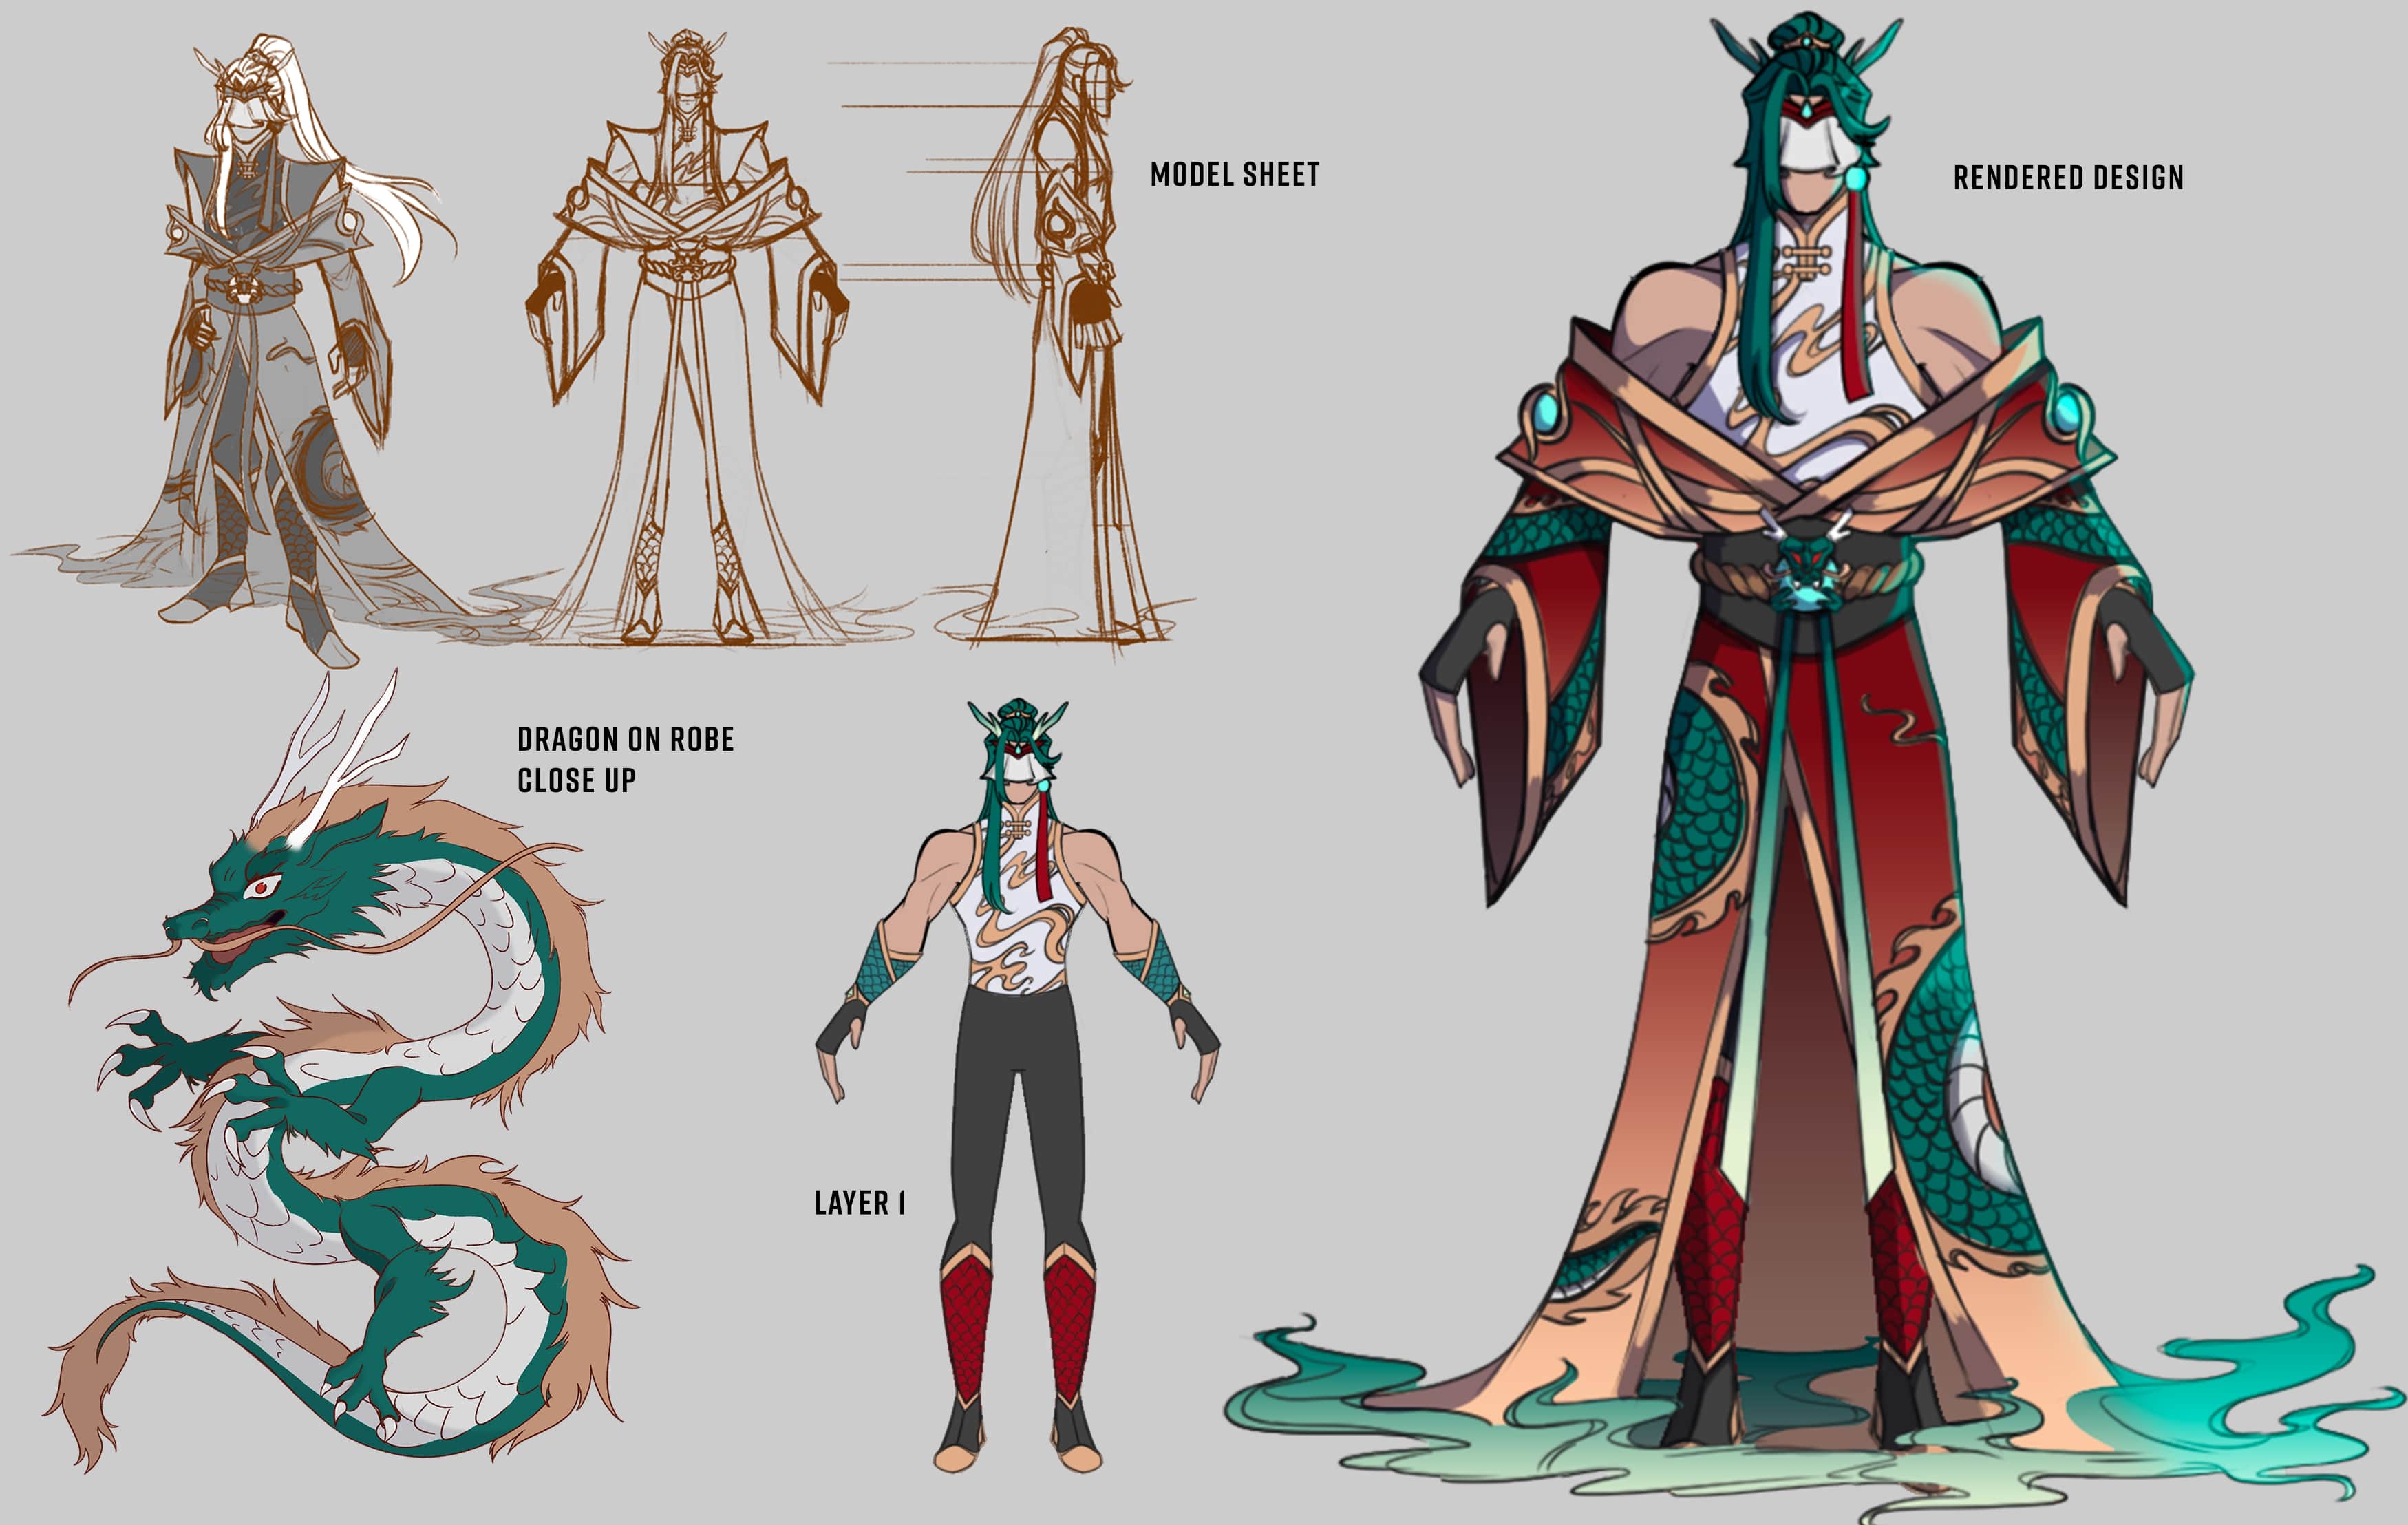 MODEL SHEET
RENDERED DESIGN
DRAGON ON ROBE
CLOSE UP
LAYER 1